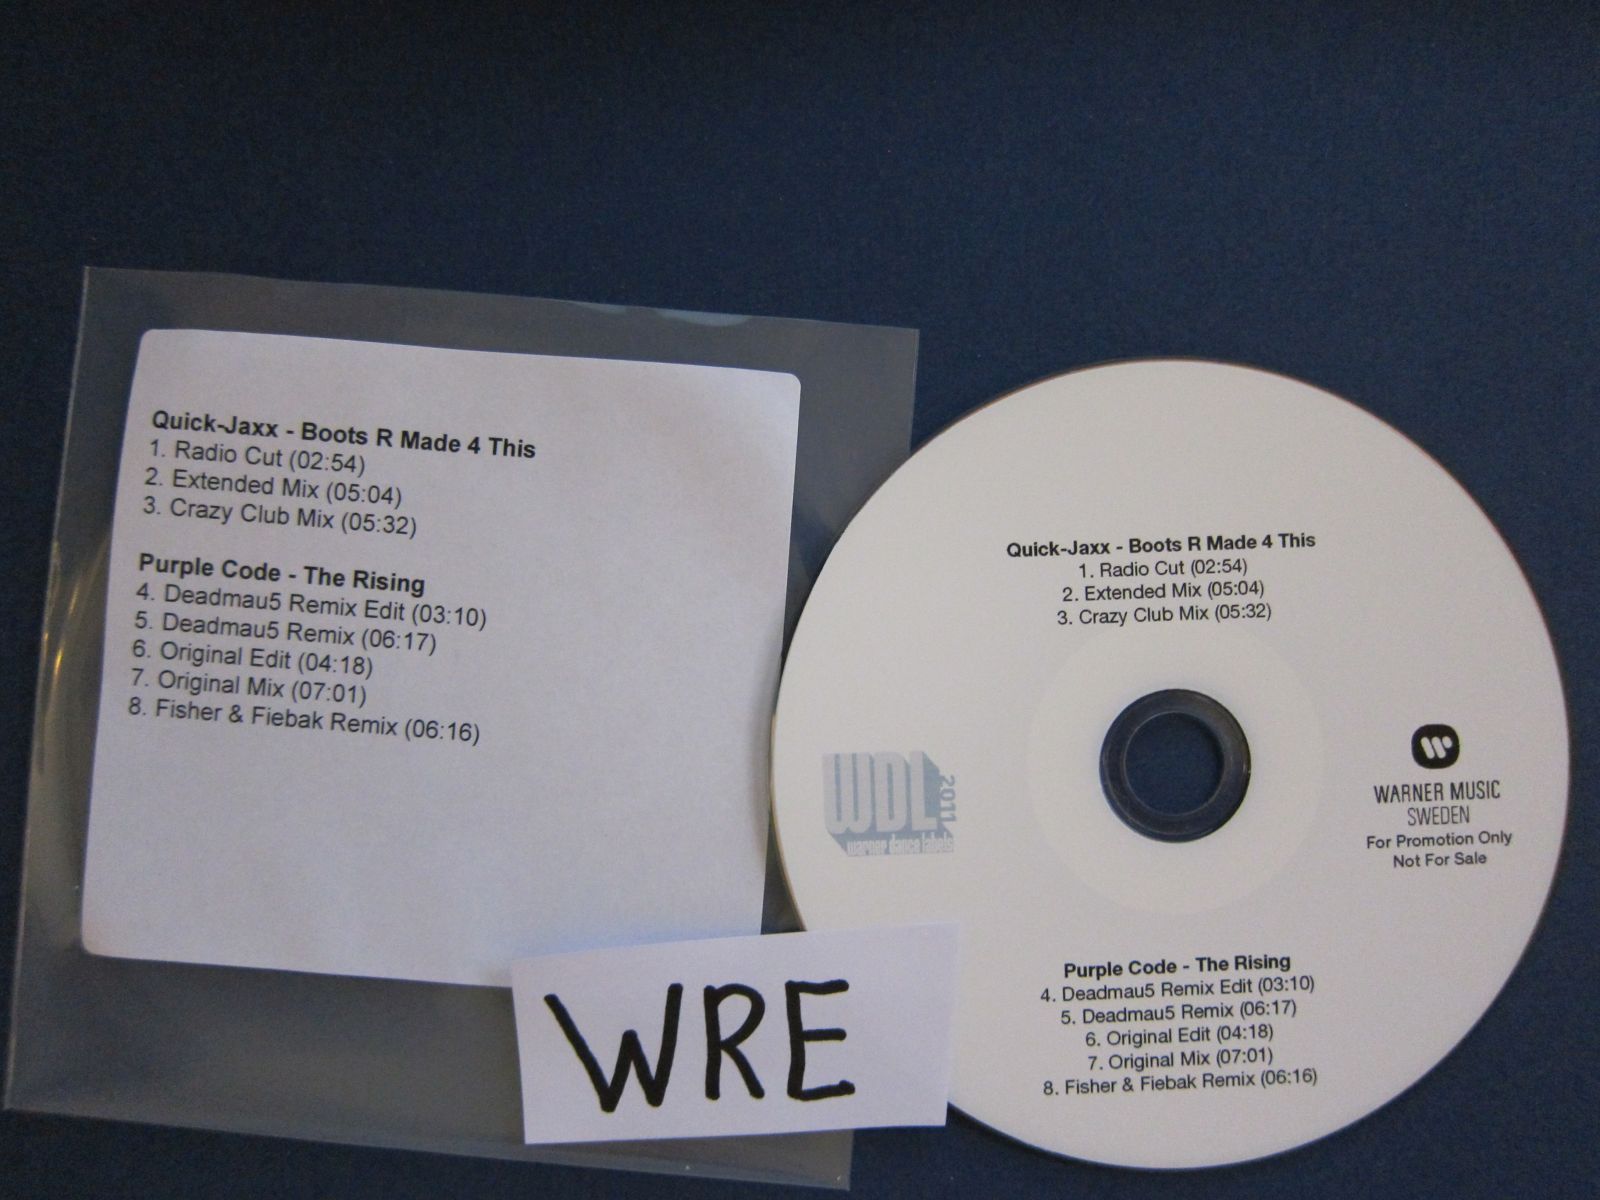 Quick-Jaxx - Boots R Made 4 This
1. Radio Cut (02:54)
2. Extended Mix (05:04)
3. Crazy Club Mix (05:32)
Purple Code - The Rising
4. Deadmau5 Remix Edit (03:10)
5. Deadmau5 Remix (06:17)
6. Original Edit (04:18)
7. Original Mix (07:01)
8. Fisher & Fiebak Remix (06:16)
WRE
Quick-Jaxx - Boots R Made 4 This
1. Radio Cut (02:54)
2. Extended Mix (05:04)
3. Crazy Club Mix (05:32)
WDL 2011
warner dance labels
WARNER MUSIC
SWEDEN
For Promotion Only
Not For Sale
Purple Code - The Rising
4. Deadmau5 Remix Edit (03:10)
5. Deadmau5 Remix (06:17)
6. Original Edit (04:18)
7. Original Mix (07:01)
8. Fisher & Fiebak Remix (06:16)